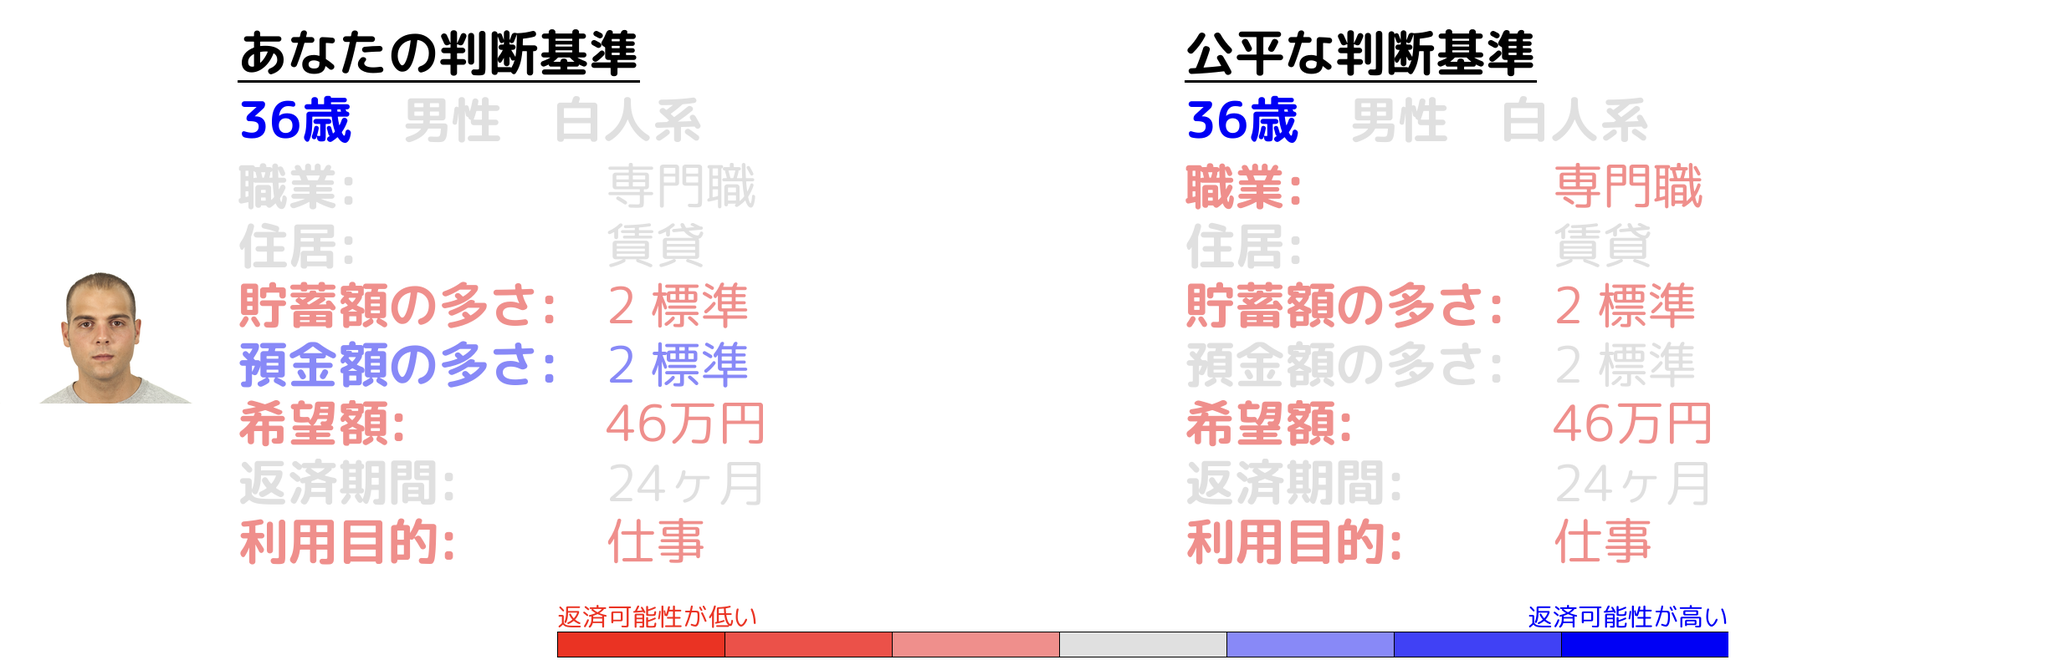 あなたの判断基準
36歳 男性 白人系
職業: 専門職
住居: 賃貸
貯蓄額の多さ: 2 標準
預金額の多さ: 2 標準
希望額: 46万円
返済期間: 24ヶ月
利用目的: 仕事
公平な判断基準
36歳 男性 白人系
職業: 専門職
住居: 賃貸
貯蓄額の多さ: 2 標準
預金額の多さ: 2 標準
希望額: 46万円
返済期間: 24ヶ月
利用目的: 仕事
返済可能性が低い
返済可能性が高い